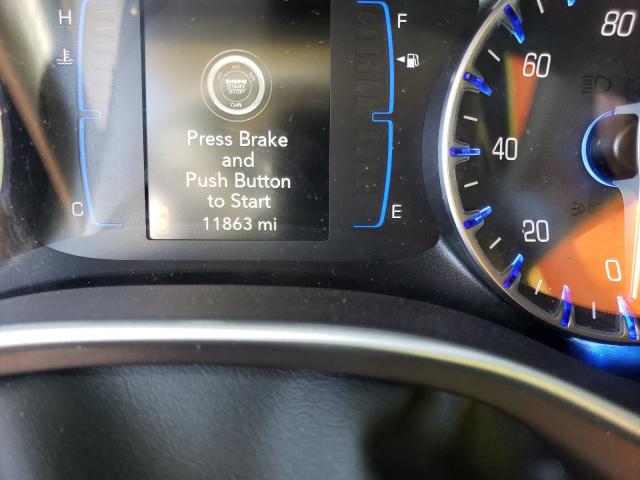 H
F
80
60
ENGINE
START
STOP
Press Brake
and
Push Button
to Start
11863 mi
40
C
E
20
0